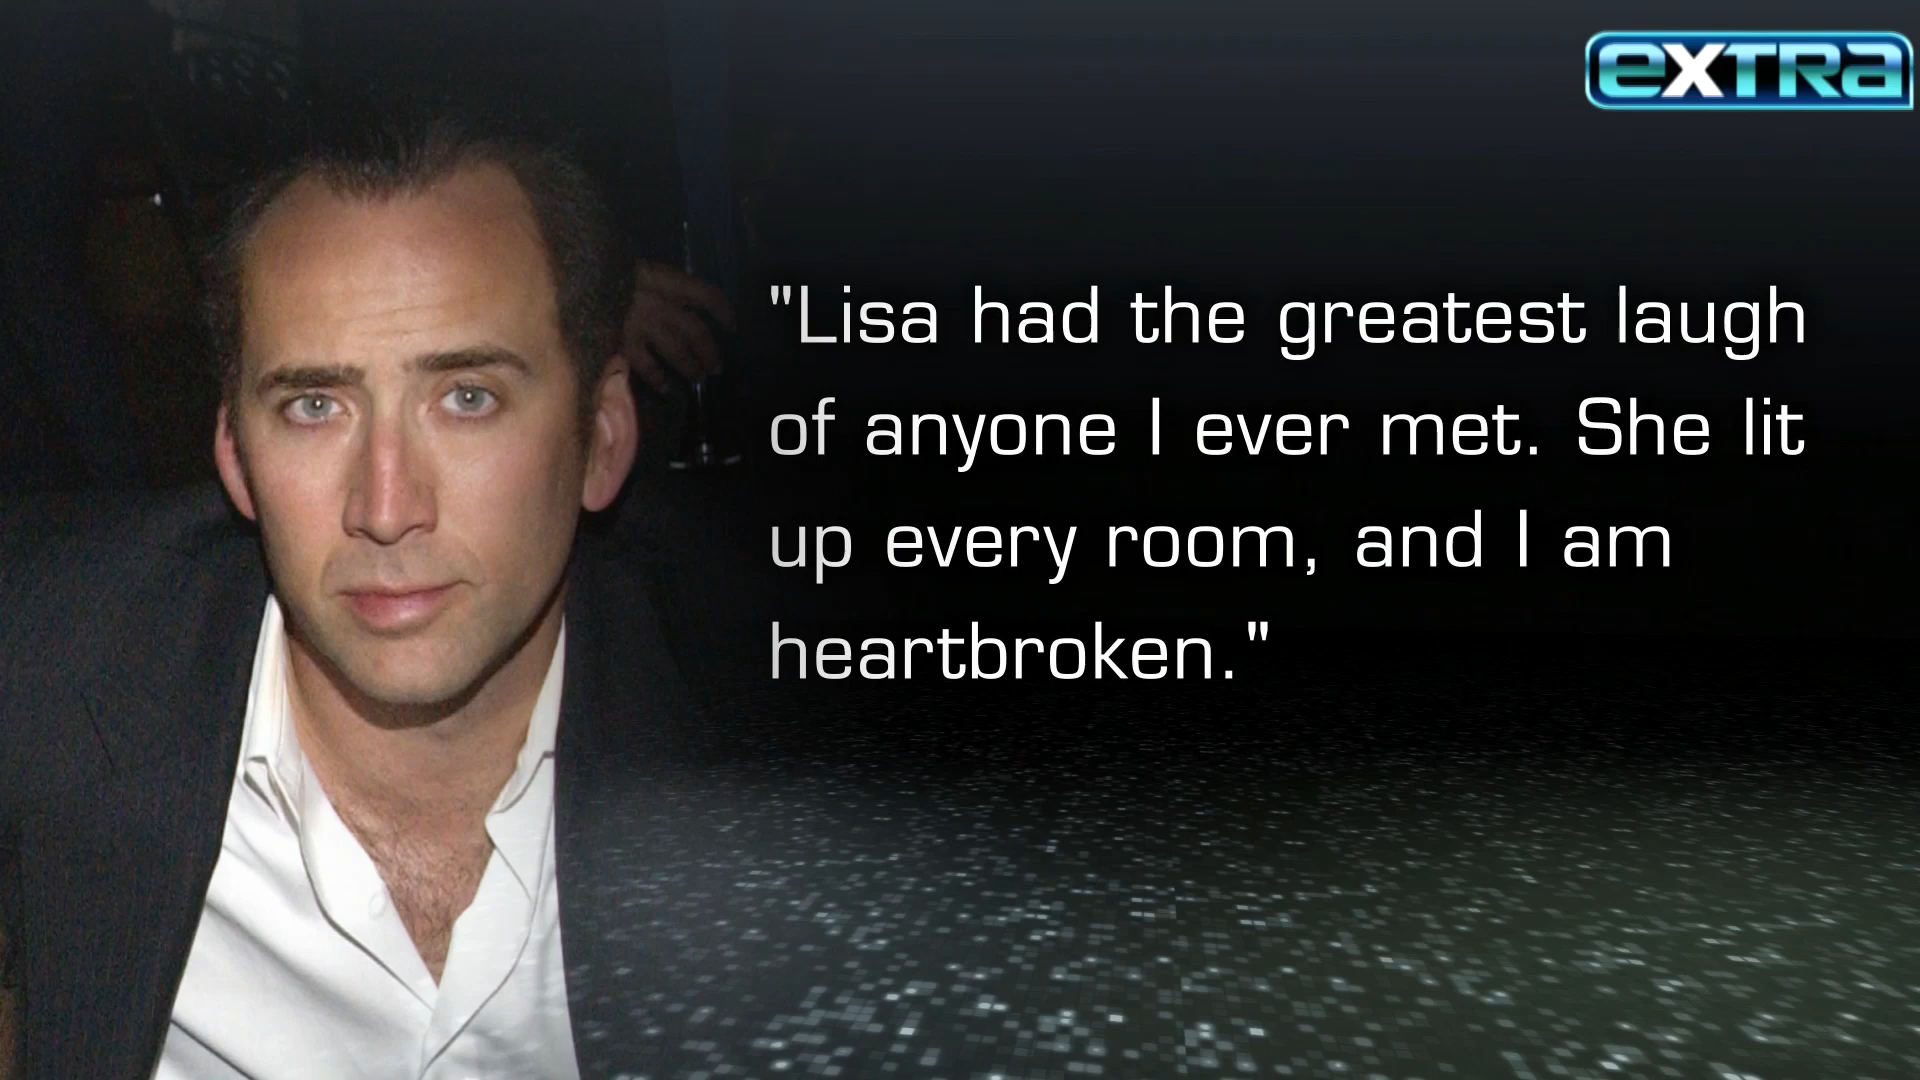 extra
"Lisa had the greatest laugh
of anyone I ever met. She lit
up every room, and I am
heartbroken."